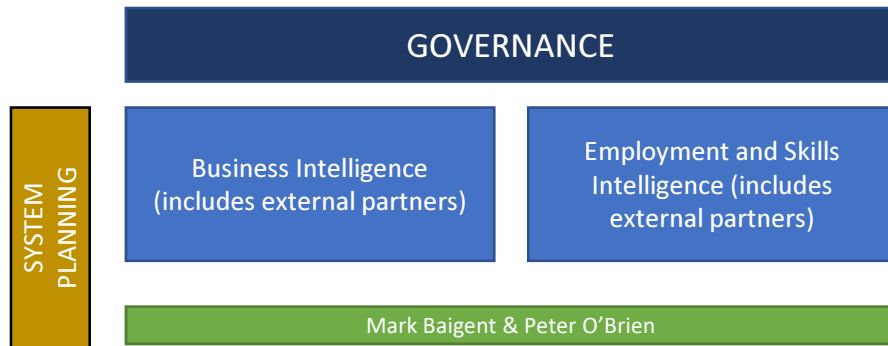 GOVERNANCE
SYSTEM
PLANNING
Business Intelligence
(includes external partners)
Employment and Skills
Intelligence (includes
external partners)
Mark Baigent & Peter O’Brien